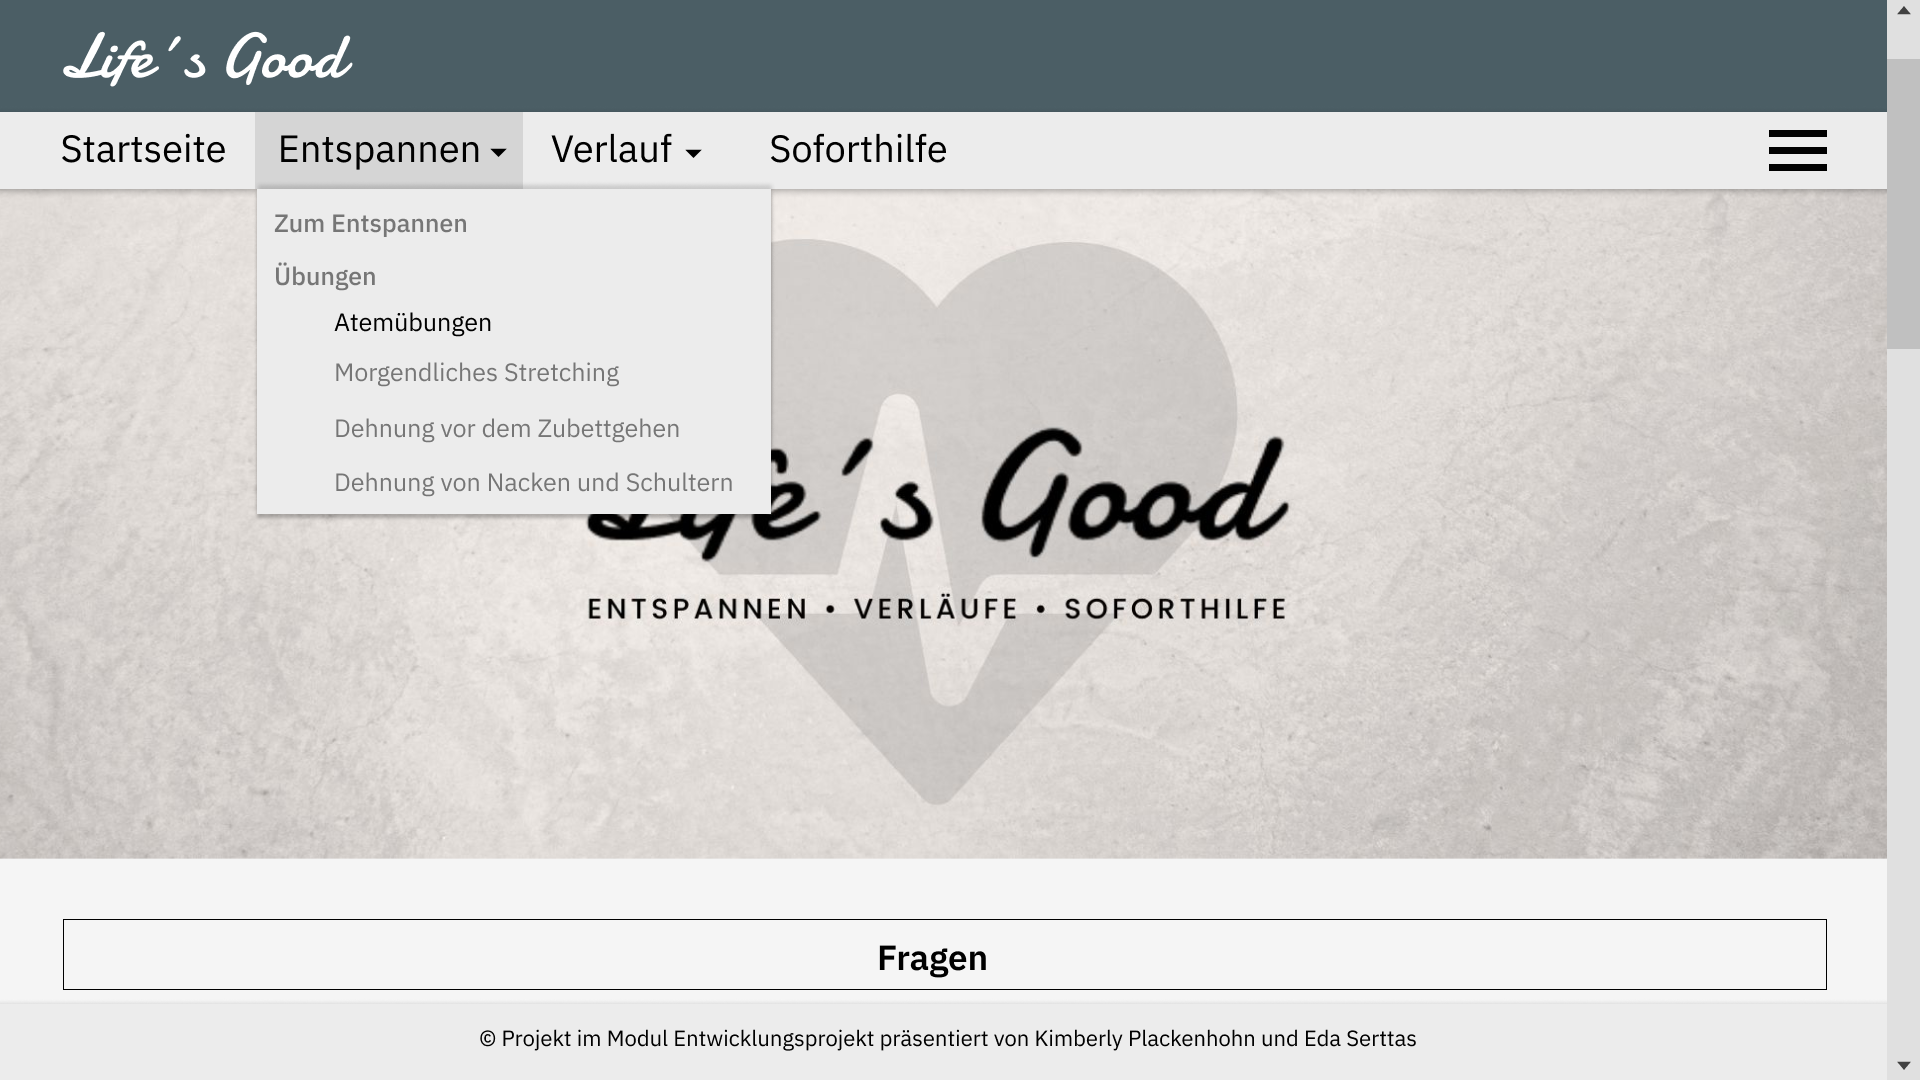 Life´s Good
Startseite Entspannen Verlauf Soforthilfe
Zum Entspannen
Übungen
Atemübungen
Morgendliches Stretching
Dehnung vor dem Zubettgehen
Dehnung von Nacken und Schultern
Life´s Good
ENTSPANNEN • VERLÄUFE • SOFORTHILFE
Fragen
© Projekt im Modul Entwicklungsprojekt präsentiert von Kimberly Plackenhohn und Eda Serttas